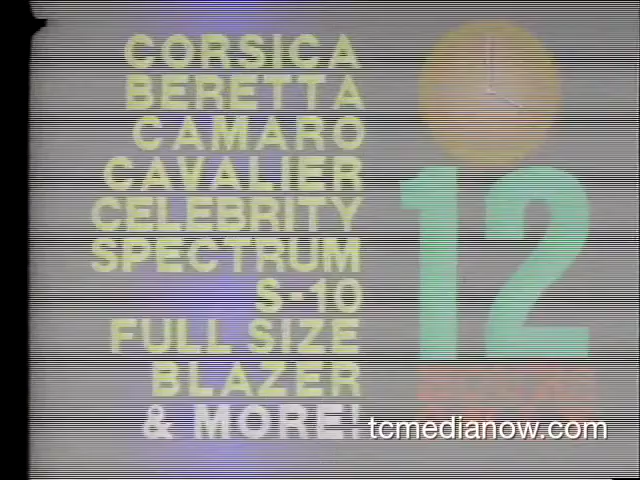 CORSICA
BERETTA
CAMARO
CAVALIER
CELEBRITY
SPECTRUM
S-10
FULL SIZE
BLAZER
& MORE!
12
tcmedianow.com